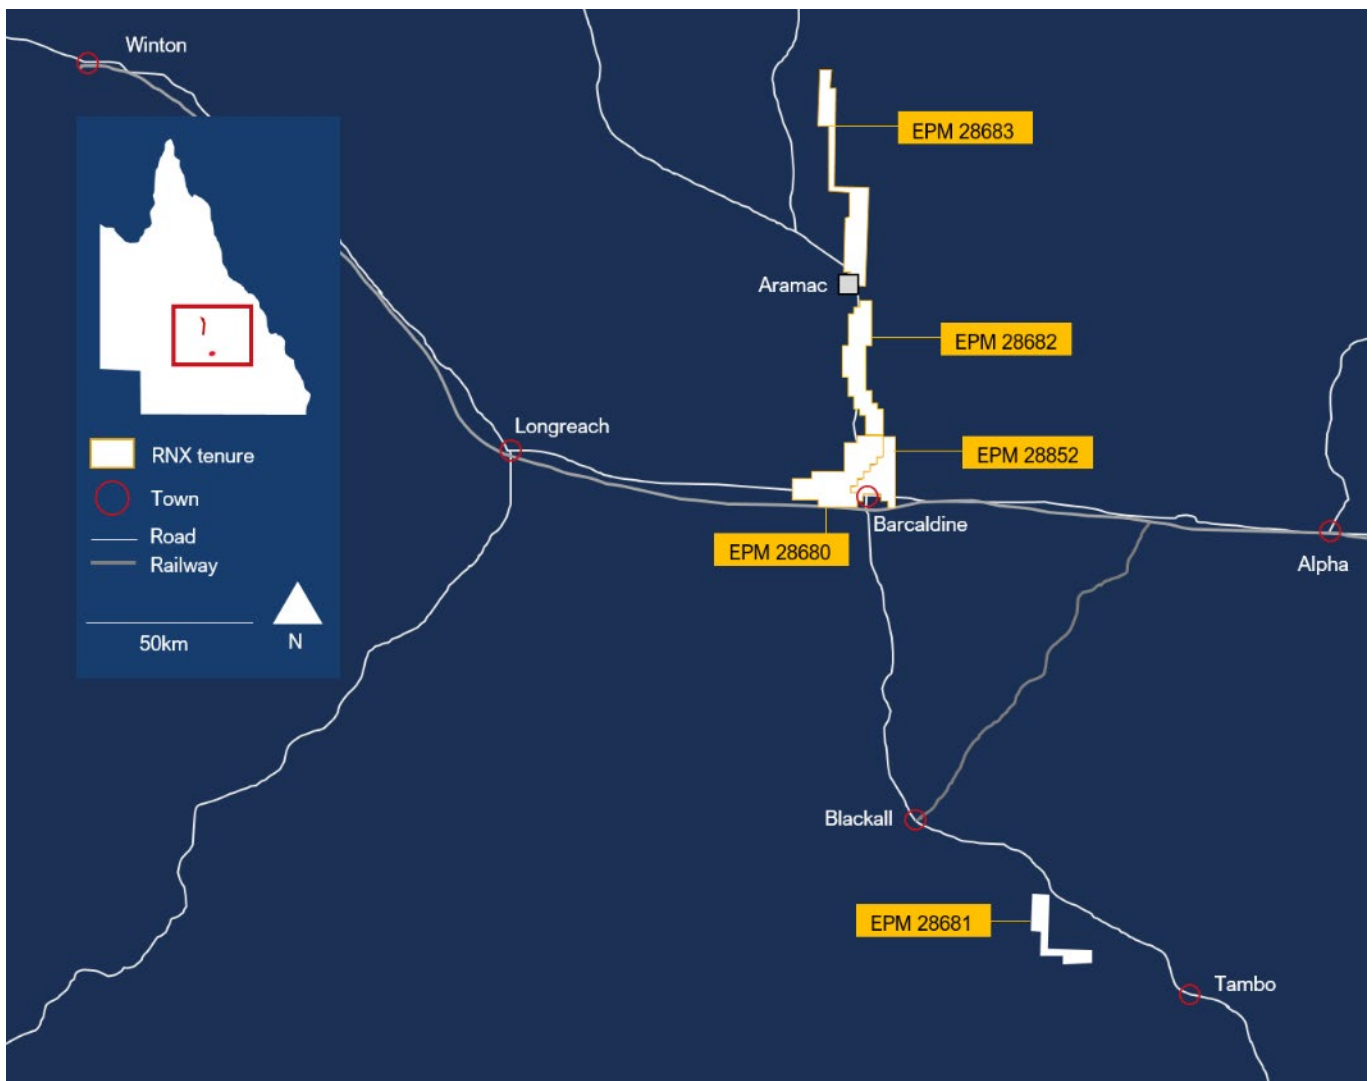 Winton
EPM 28683
Aramac
EPM 28682
Longreach
RNX tenure
EPM 28852
Town
Barcaldine
Road
EPM 28680
Railway
Alpha
50km
N
Blackall
EPM 28681
Tambo